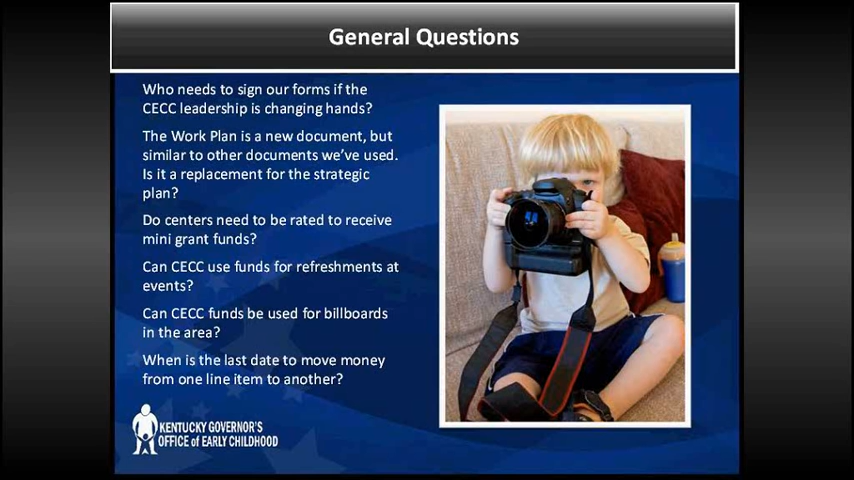 General Questions
Who needs to sign our forms if the
CECC leadership is changing hands?
The Work Plan is a new document, but
similar to other documents we've used.
Is it a replacement for the strategic
plan?
Do centers need to be rated to receive
mini grant funds?
Can CECC use funds for refreshments at
events?
Can CECC funds be used for billboards
in the area?
When is the last date to move money
from one line item to another?
KENTUCKY GOVERNOR'S
OFFICE of EARLY CHILDHOOD